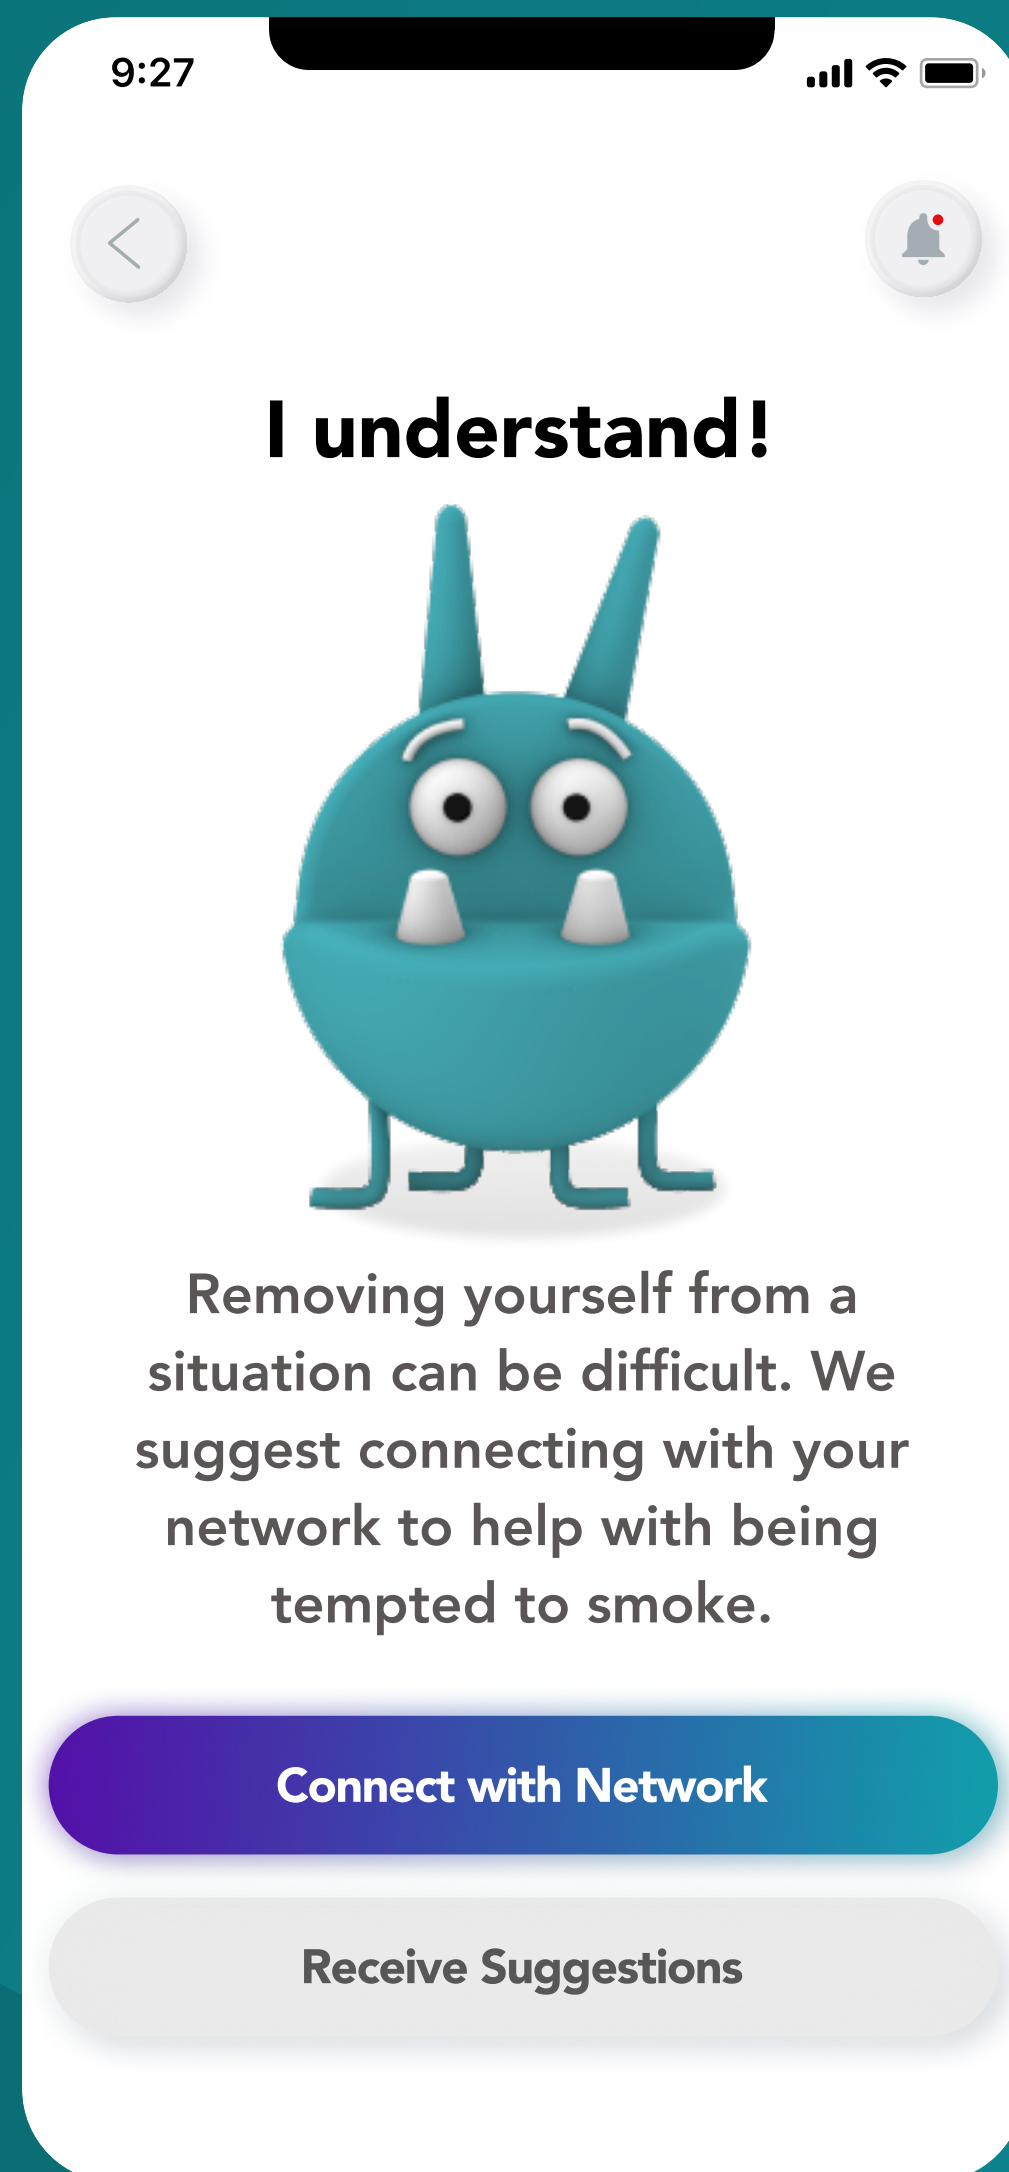 9:27
I understand!
Removing yourself from a
situation can be difficult. We
suggest connecting with your
network to help with being
tempted to smoke.
Connect with Network
Receive Suggestions